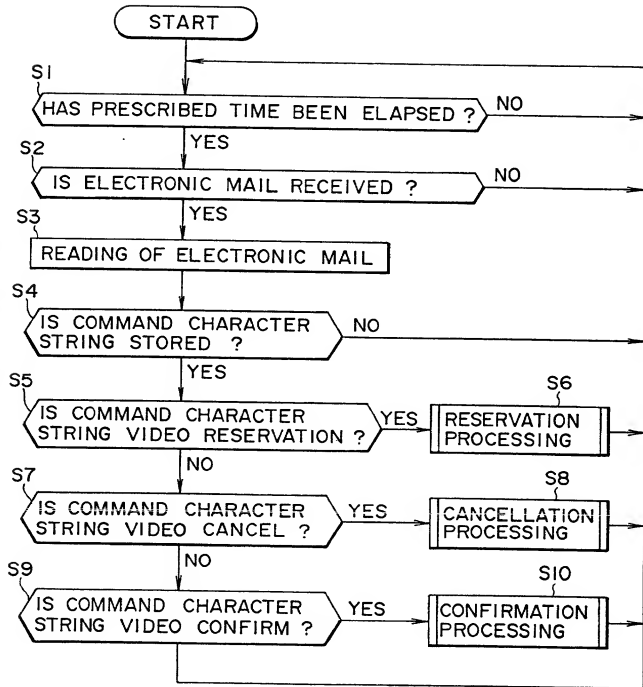 START
S1
HAS PRESCRIBED TIME BEEN ELAPSED ?
NO
YES
S2
IS ELECTRONIC MAIL RECEIVED ?
NO
YES
S3
READING OF ELECTRONIC MAIL
S4
IS COMMAND CHARACTER
STRING STORED ?
NO
YES
S5
IS COMMAND CHARACTER
STRING VIDEO RESERVATION ?
YES
S6
RESERVATION
PROCESSING
NO
S7
IS COMMAND CHARACTER
STRING VIDEO CANCEL ?
YES
S8
CANCELLATION
PROCESSING
NO
S9
IS COMMAND CHARACTER
STRING VIDEO CONFIRM ?
YES
S10
CONFIRMATION
PROCESSING